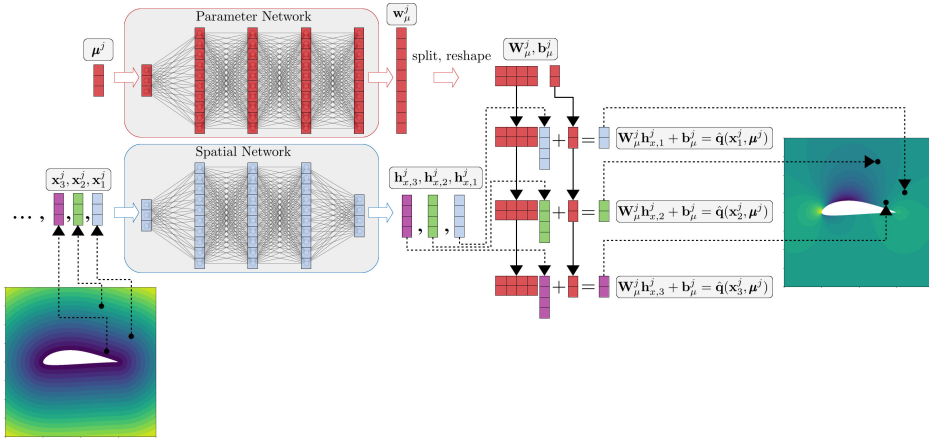 Parameter Network
𝐰_μ^j
𝛍^j
split, reshape
𝐖_μ^j, 𝐛_μ^j
𝐖_μ^j 𝐡_{x,1}^j + 𝐛_μ^j = 𝐪̂(𝐱_1^j, 𝛍^j)
Spatial Network
𝐱_3^j, 𝐱_2^j, 𝐱_1^j
𝐡_{x,3}^j, 𝐡_{x,2}^j, 𝐡_{x,1}^j
..., , ,
, ,
+ =
𝐖_μ^j 𝐡_{x,2}^j + 𝐛_μ^j = 𝐪̂(𝐱_2^j, 𝛍^j)
+ =
𝐖_μ^j 𝐡_{x,3}^j + 𝐛_μ^j = 𝐪̂(𝐱_3^j, 𝛍^j)
+ =